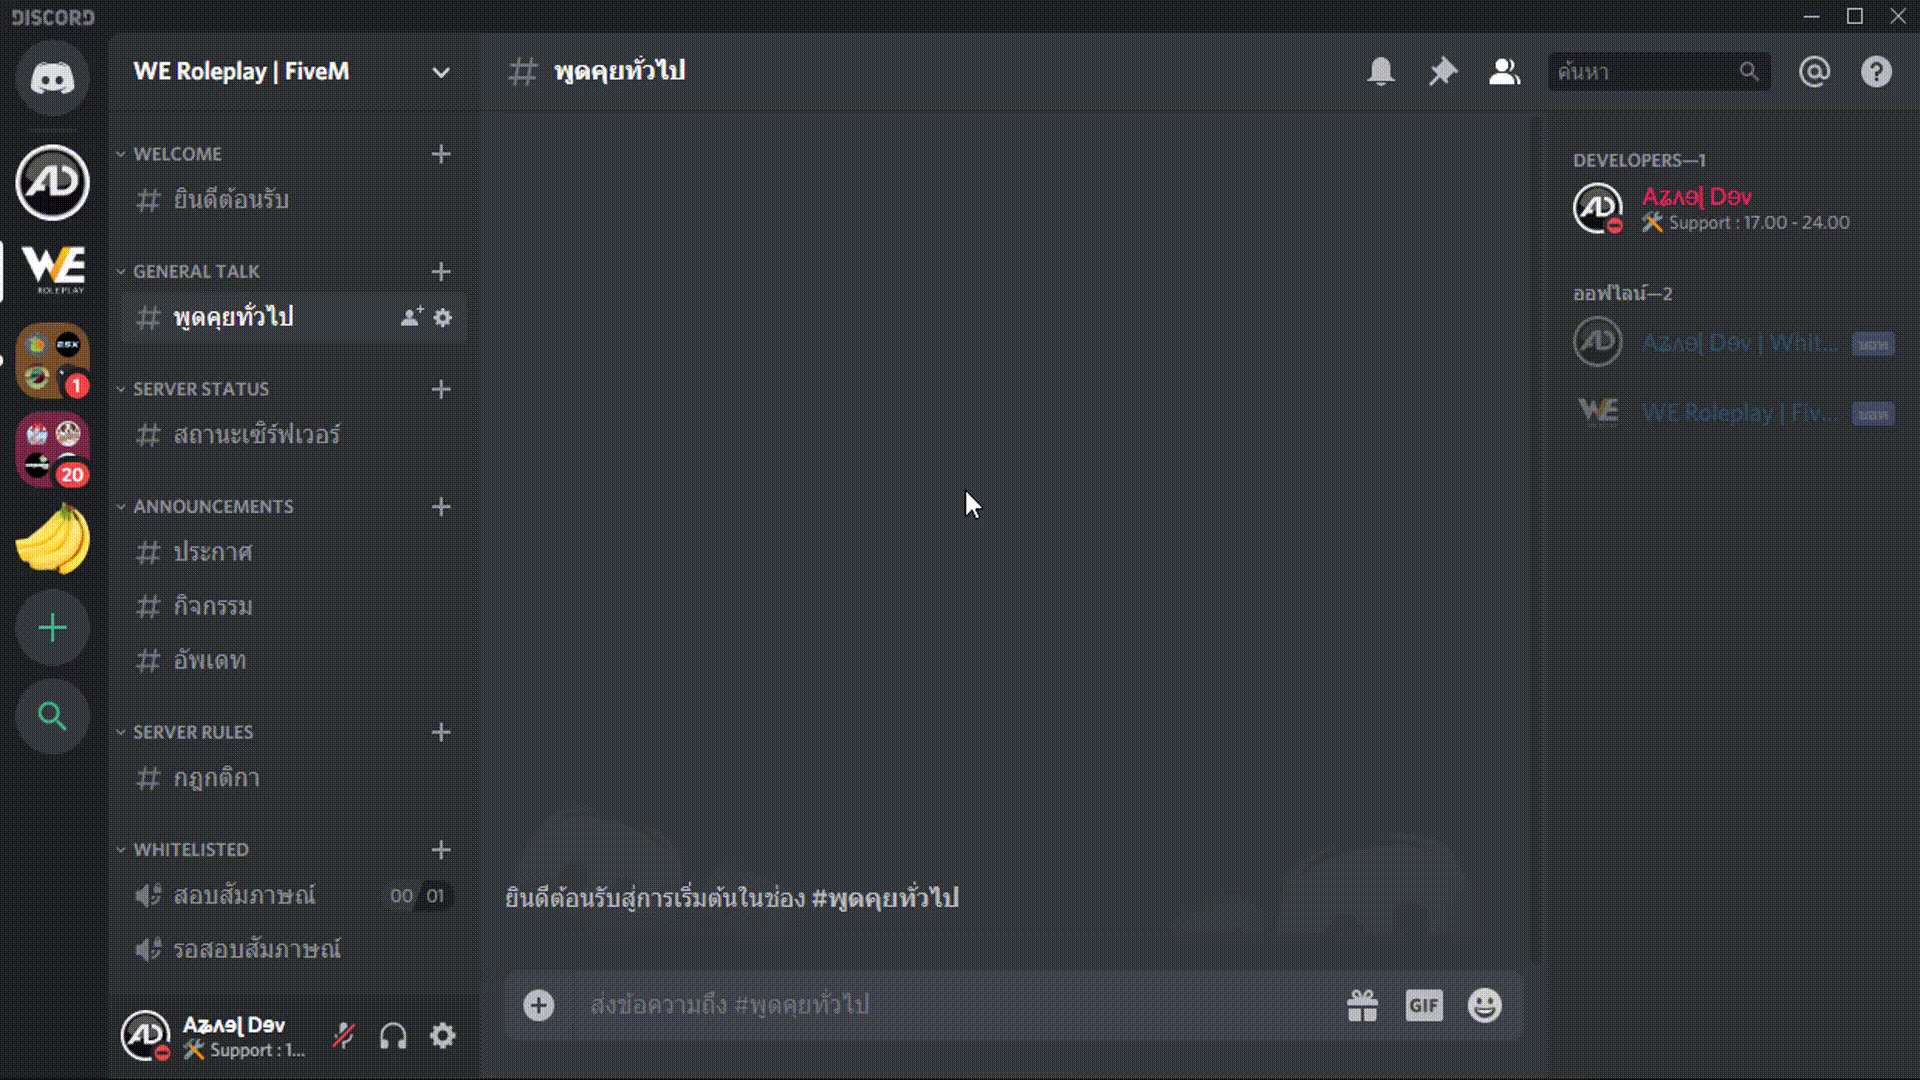 DISCORD
WE Roleplay | FiveM
WELCOME
# ยินดีต้อนรับ
GENERAL TALK
# พูดคุยทั่วไป
SERVER STATUS
# สถานะเซิร์ฟเวอร์
ANNOUNCEMENTS
# ประกาศ
# กิจกรรม
# อัพเดท
SERVER RULES
# กฎกติกา
WHITELISTED
สอบสัมภาษณ์ 00 01
รอสอบสัมภาษณ์
Support : 1...
WE
ROLEPLAY
1
20
# พูดคุยทั่วไป
ค้นหา
ยินดีต้อนรับสู่การเริ่มต้นในช่อง #พูดคุยทั่วไป
ส่งข้อความถึง #พูดคุยทั่วไป
GIF
DEVELOPERS—1
Support : 17.00 - 24.00
ออฟไลน์—2
| Whit... บอท
WE Roleplay | Fiv... บอท